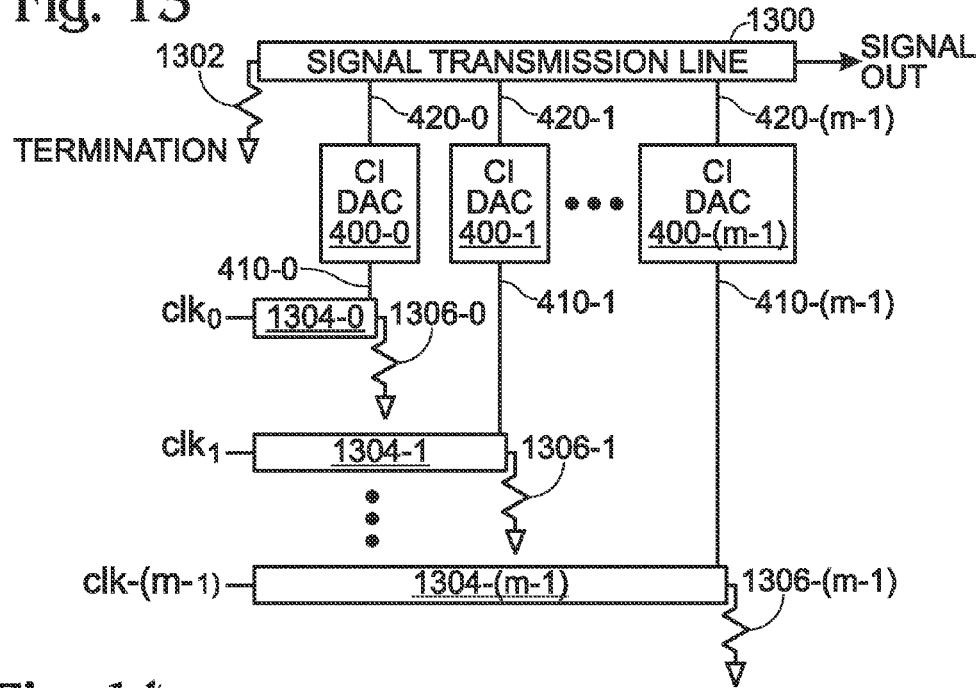 Fig. 13
1300
1302
SIGNAL TRANSMISSION LINE
SIGNAL
OUT
420-0
420-1
420-(m-1)
TERMINATION
CI
DAC
400-0
CI
DAC
400-1
CI
DAC
400-(m-1)
410-0
410-1
410-(m-1)
clk0
1304-0
1306-0
clk1
1304-1
1306-1
clk-(m-1)
1304-(m-1)
1306-(m-1)